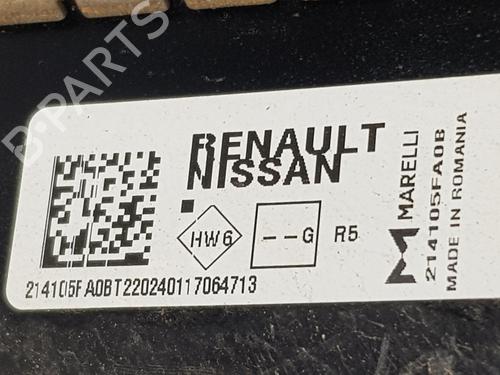 B-PARTS
RENAULT
NISSAN
HW6
--G
R5
214105FA0BT220240117064713
MARELLI
214105FA0B
MADE IN ROMANIA